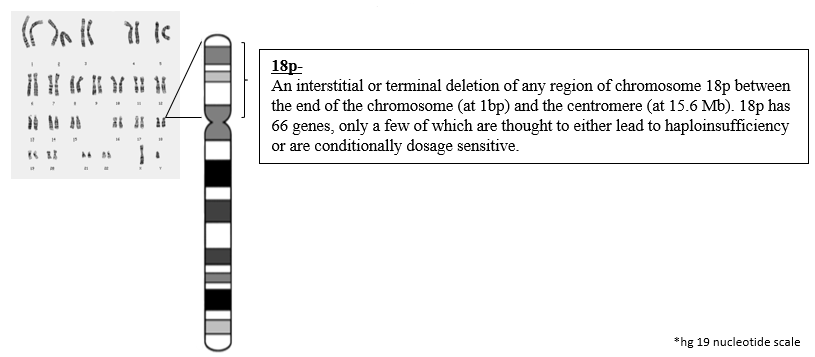 18p-
An interstitial or terminal deletion of any region of chromosome 18p between
the end of the chromosome (at 1bp) and the centromere (at 15.6 Mb). 18p has
66 genes, only a few of which are thought to either lead to haploinsufficiency
or are conditionally dosage sensitive.
*hg 19 nucleotide scale